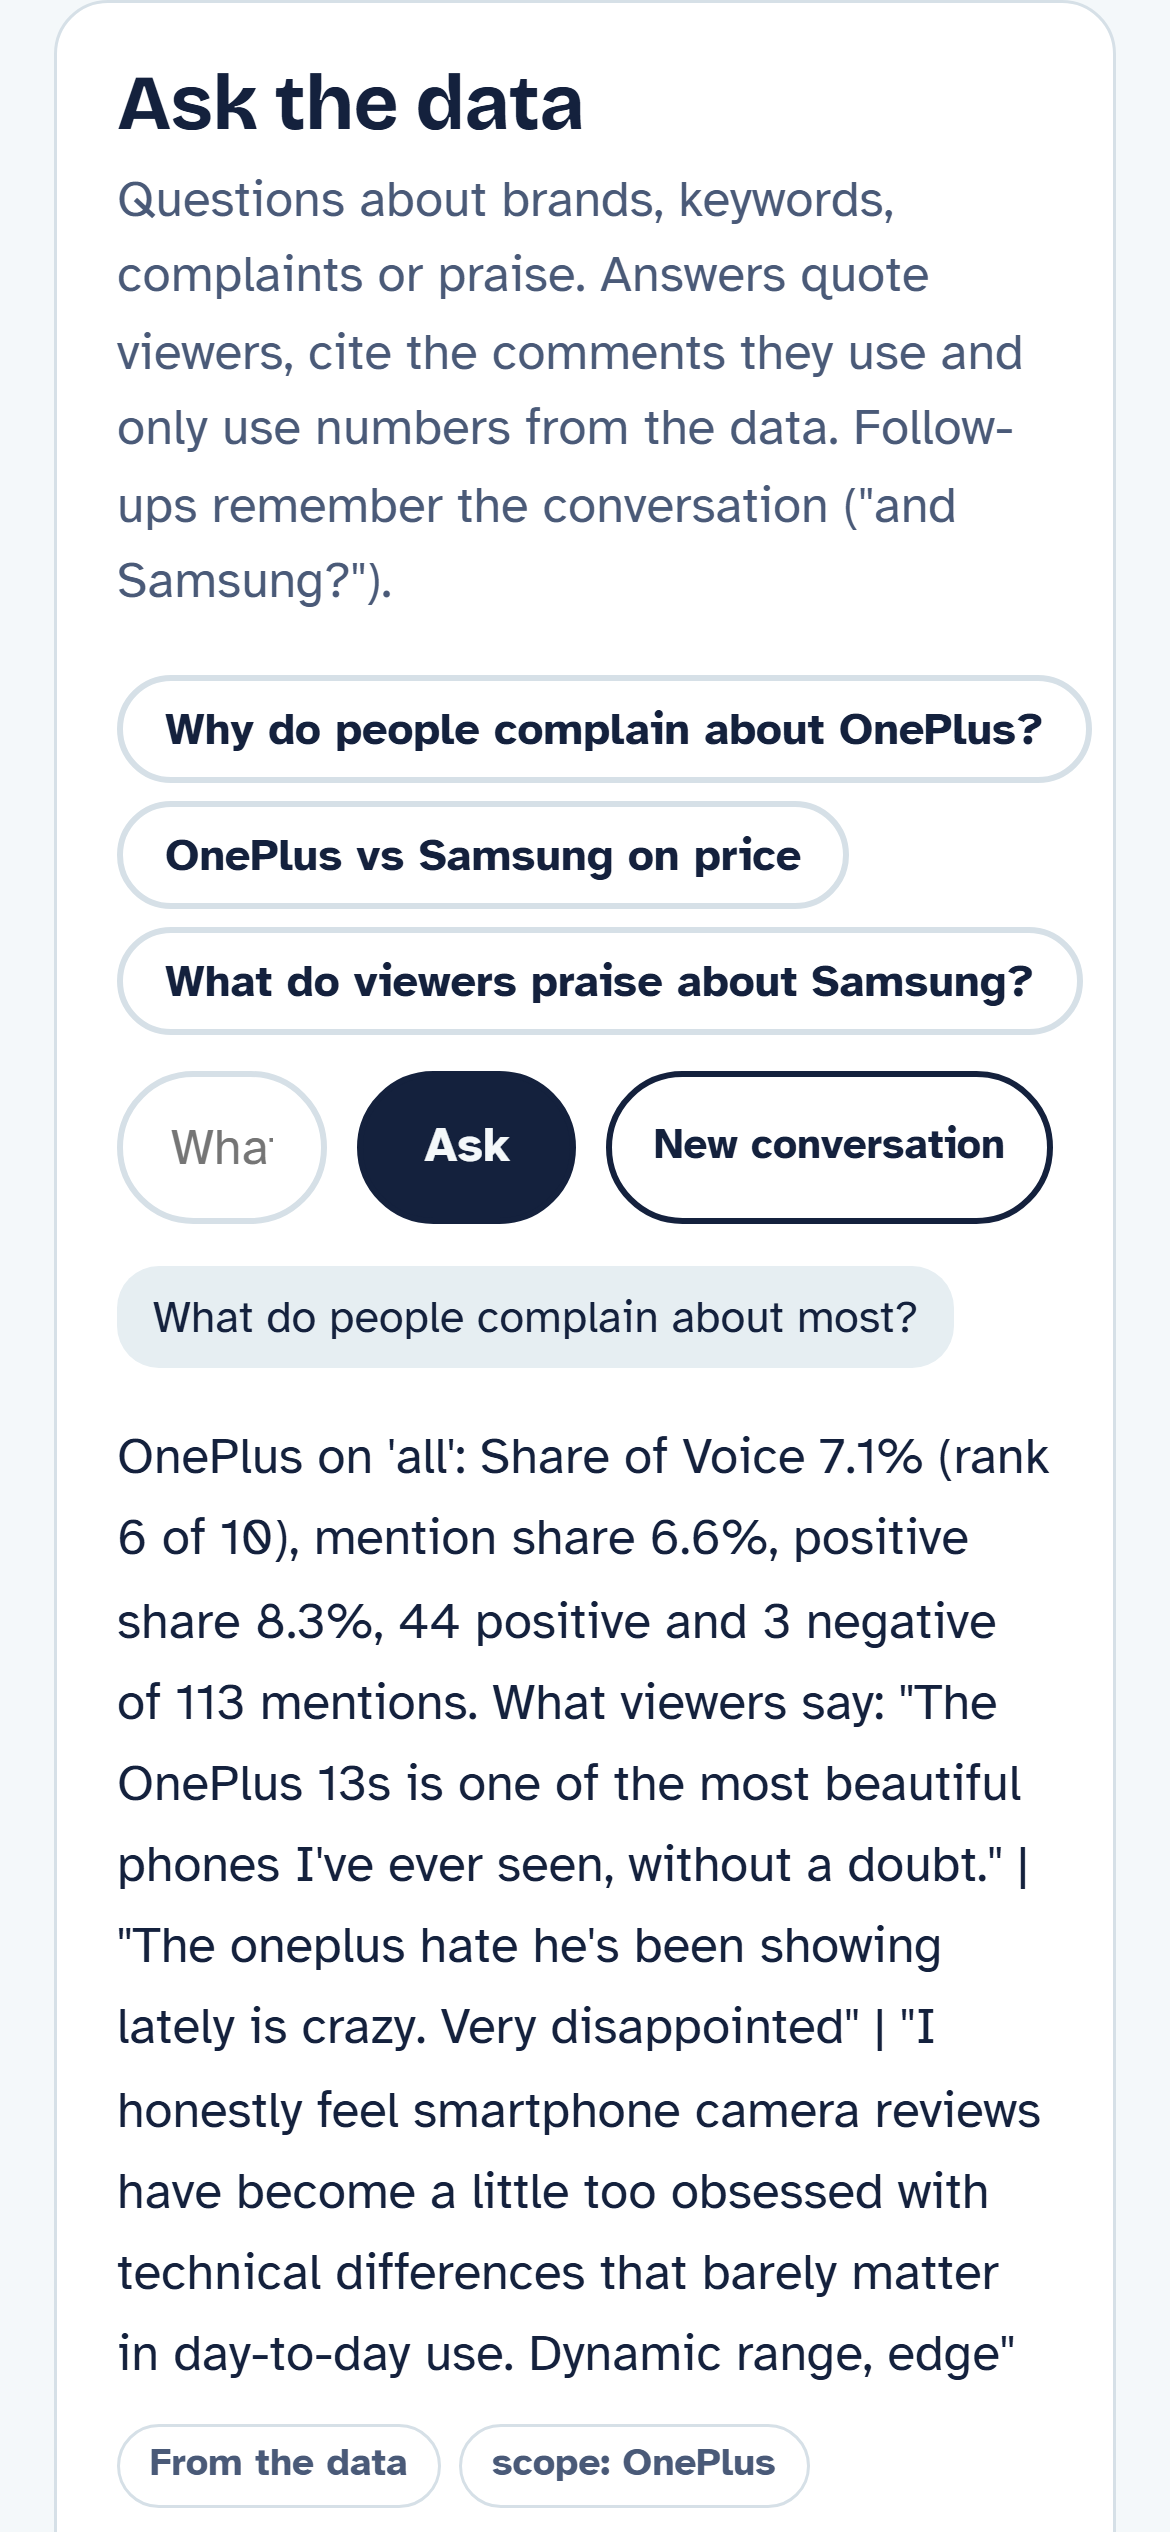 Ask the data
Questions about brands, keywords,
complaints or praise. Answers quote
viewers, cite the comments they use and
only use numbers from the data. Follow-
ups remember the conversation ("and
Samsung?").
Why do people complain about OnePlus?
OnePlus vs Samsung on price
What do viewers praise about Samsung?
What Ask New conversation
What do people complain about most?
OnePlus on 'all': Share of Voice 7.1% (rank
6 of 10), mention share 6.6%, positive
share 8.3%, 44 positive and 3 negative
of 113 mentions. What viewers say: "The
OnePlus 13s is one of the most beautiful
phones I've ever seen, without a doubt." |
"The oneplus hate he's been showing
lately is crazy. Very disappointed" | "I
honestly feel smartphone camera reviews
have become a little too obsessed with
technical differences that barely matter
in day-to-day use. Dynamic range, edge"
From the data scope: OnePlus